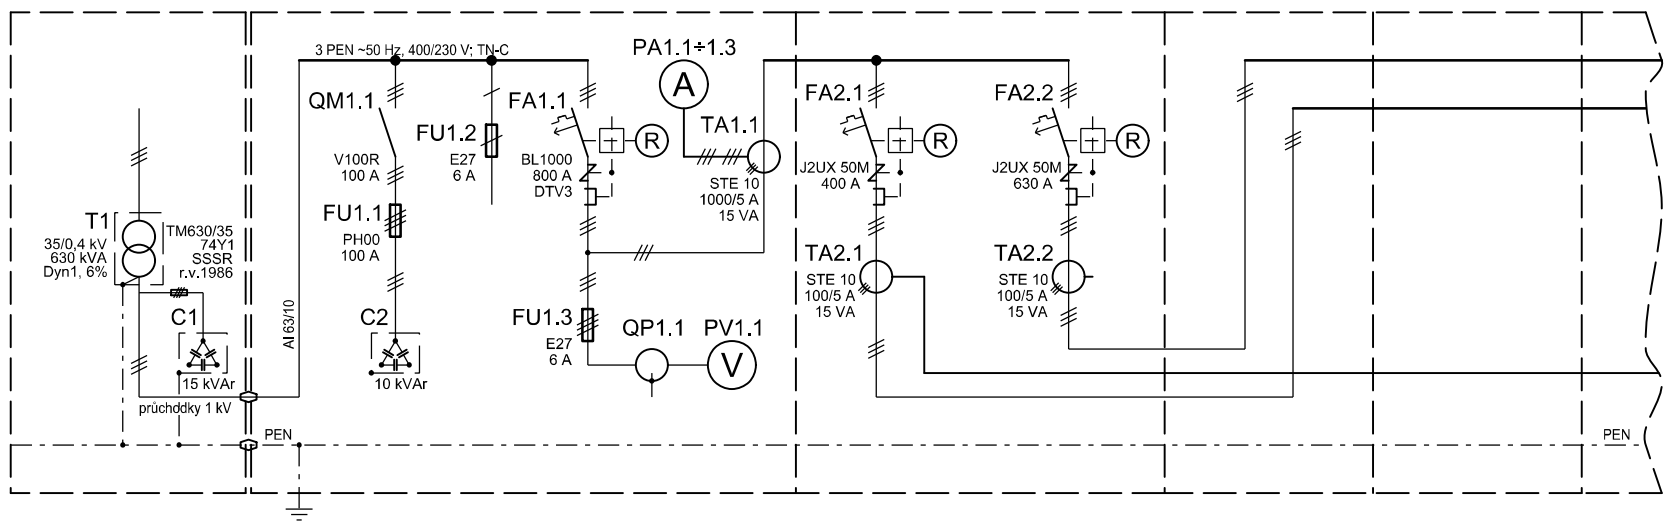 T1
35/0,4 kV
630 kVA
Dyn1, 6%
TM630/35
74Y1
SSSR
r.v.1986
C1
15 kVAr
průchodky 1 kV
3 PEN ~50 Hz, 400/230 V; TN-C
Al 63/10
PEN
QM1.1
V100R
100 A
FU1.1
PH00
100 A
C2
10 kVAr
FU1.2
E27
6 A
FA1.1
R
BL1000
800 A
DTV3
FU1.3
E27
6 A
QP1.1
PV1.1
V
PA1.1÷1.3
A
TA1.1
STE 10
1000/5 A
15 VA
FA2.1
R
J2UX 50M
400 A
TA2.1
STE 10
100/5 A
15 VA
FA2.2
R
J2UX 50M
630 A
TA2.2
STE 10
100/5 A
15 VA
PEN